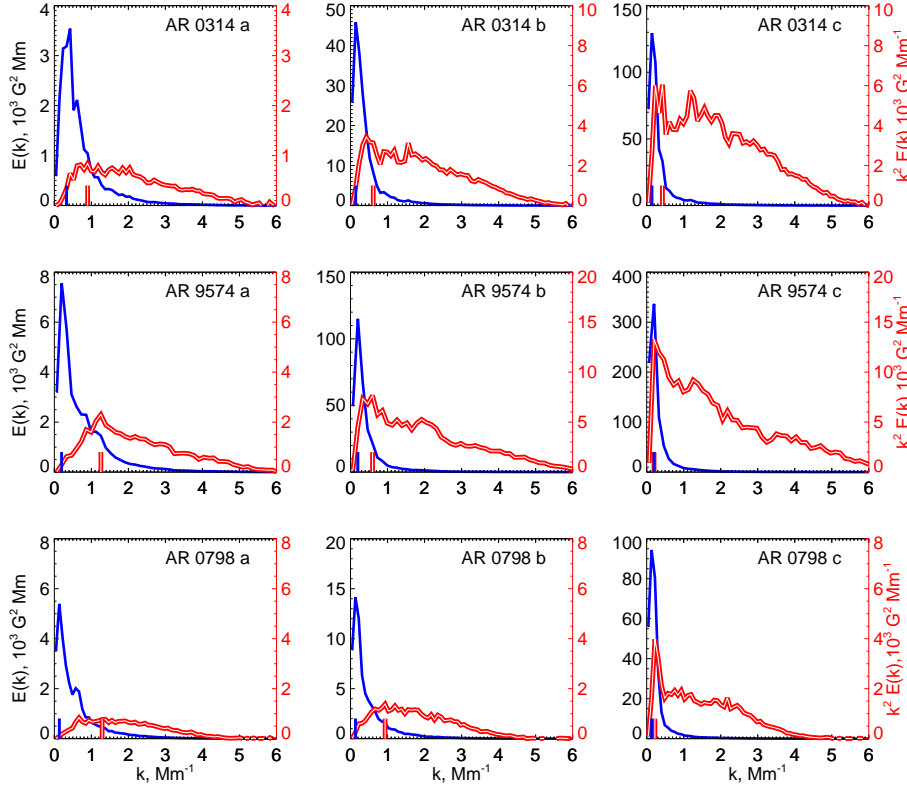 AR 0314 a
AR 0314 b
AR 0314 c
E(k), 10³ G² Mm
0 1 2 3 4
0 1 2 3 4
0 10 20 30 40 50
0 2 4 6 8 10
0 50 100 150
0 2 4 6 8 10
k² E(k) 10³ G² Mm⁻¹
0 1 2 3 4 5 6
0 1 2 3 4 5 6
0 1 2 3 4 5 6
AR 9574 a
AR 9574 b
AR 9574 c
E(k), 10³ G² Mm
0 2 4 6 8
0 2 4 6 8
0 50 100 150
0 5 10 15 20
0 100 200 300 400
0 5 10 15 20
k² E(k) 10³ G² Mm⁻¹
0 1 2 3 4 5 6
0 1 2 3 4 5 6
0 1 2 3 4 5 6
AR 0798 a
AR 0798 b
AR 0798 c
E(k), 10³ G² Mm
0 2 4 6 8
0 2 4 6 8
0 5 10 15 20
0 2 4 6 8
0 20 40 60 80 100
0 2 4 6 8
k² E(k),10³ G² Mm⁻¹
0 1 2 3 4 5 6
0 1 2 3 4 5 6
0 1 2 3 4 5 6
k, Mm⁻¹
k, Mm⁻¹
k, Mm⁻¹